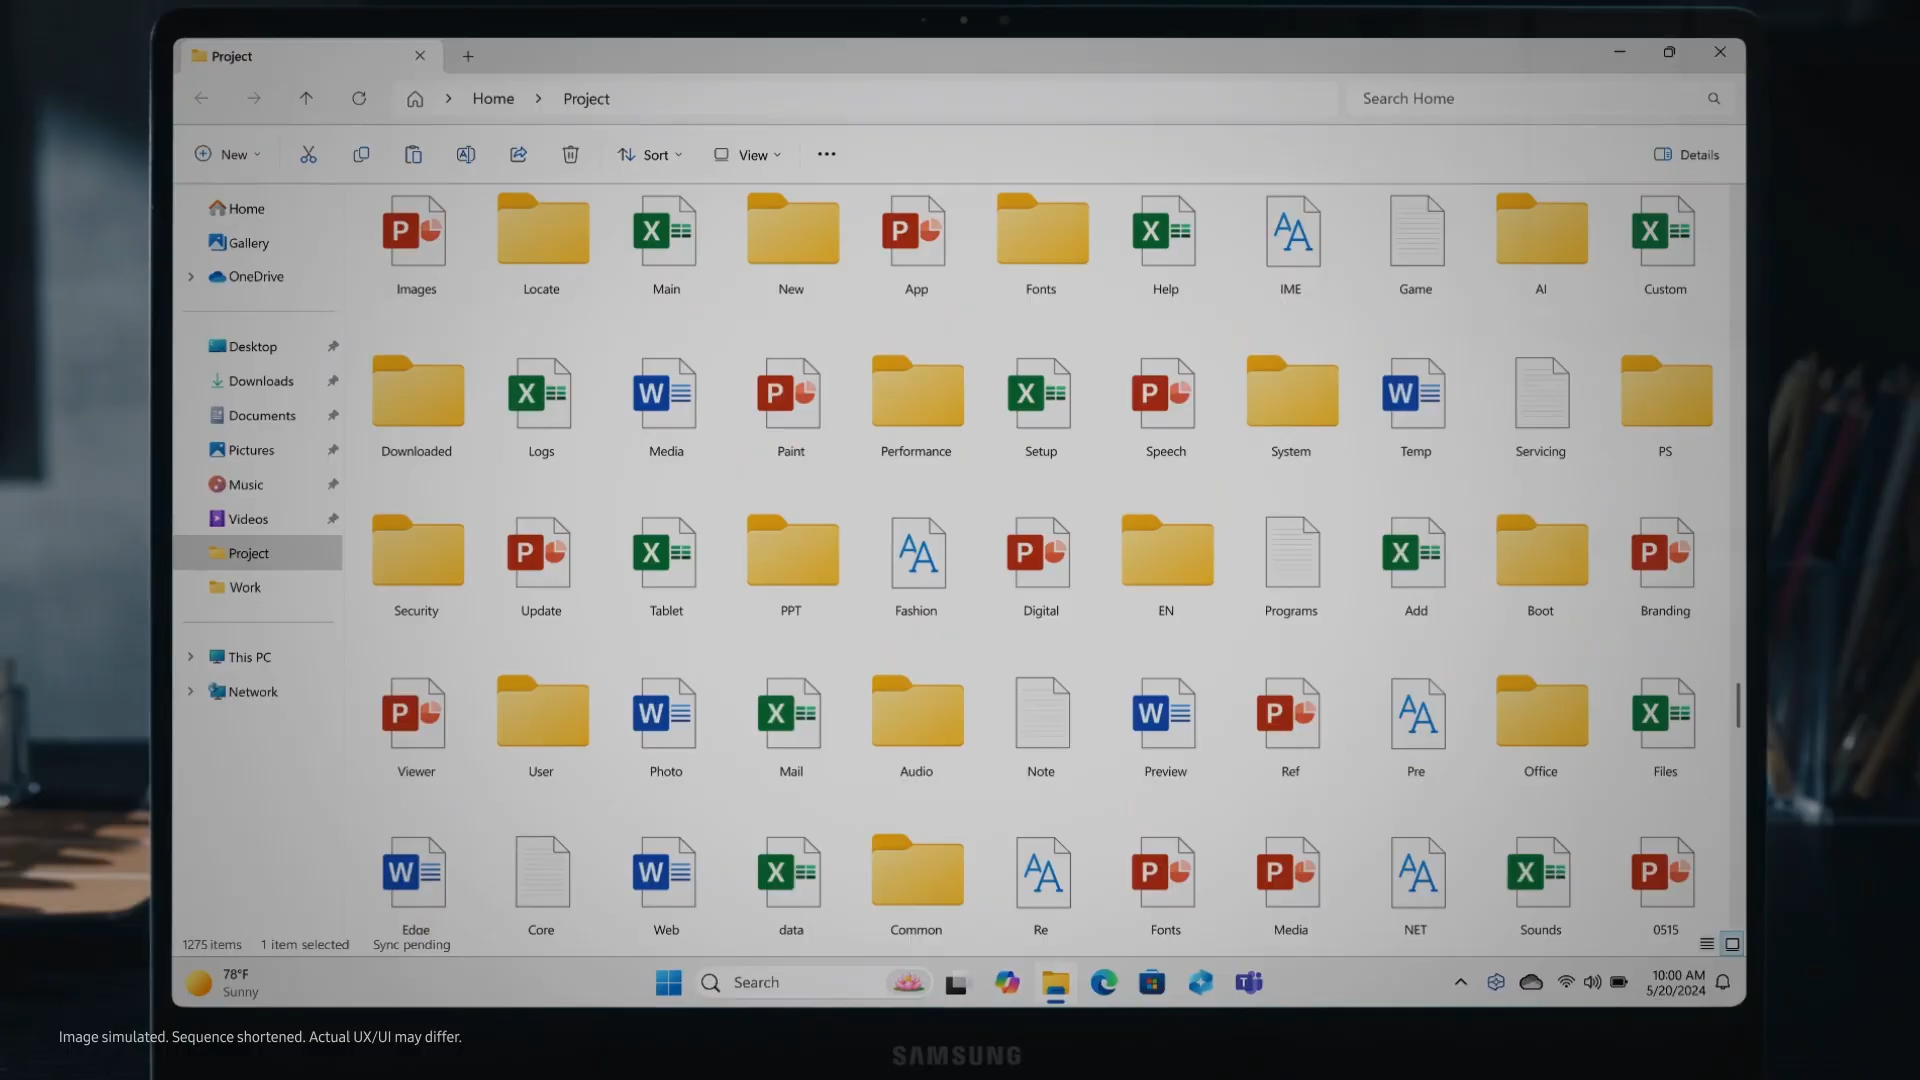 Project
Home
Project
Search Home
New
Sort
View
Details
Home
Gallery
OneDrive
Desktop
Downloads
Documents
Pictures
Music
Videos
Project
Work
This PC
Network
Images
Locate
Main
New
App
Fonts
Help
IME
Game
AI
Custom
Downloaded
Logs
Media
Paint
Performance
Setup
Speech
System
Temp
Servicing
PS
Security
Update
Tablet
PPT
Fashion
Digital
EN
Programs
Add
Boot
Branding
Viewer
User
Photo
Mail
Audio
Note
Preview
Ref
Pre
Office
Files
Edge
Core
Web
data
Common
Re
Fonts
Media
NET
Sounds
0515
1275 items
1 item selected
Sync pending
78°F
Sunny
Search
10:00 AM
5/20/2024
Image simulated. Sequence shortened. Actual UX/UI may differ.
SAMSUNG